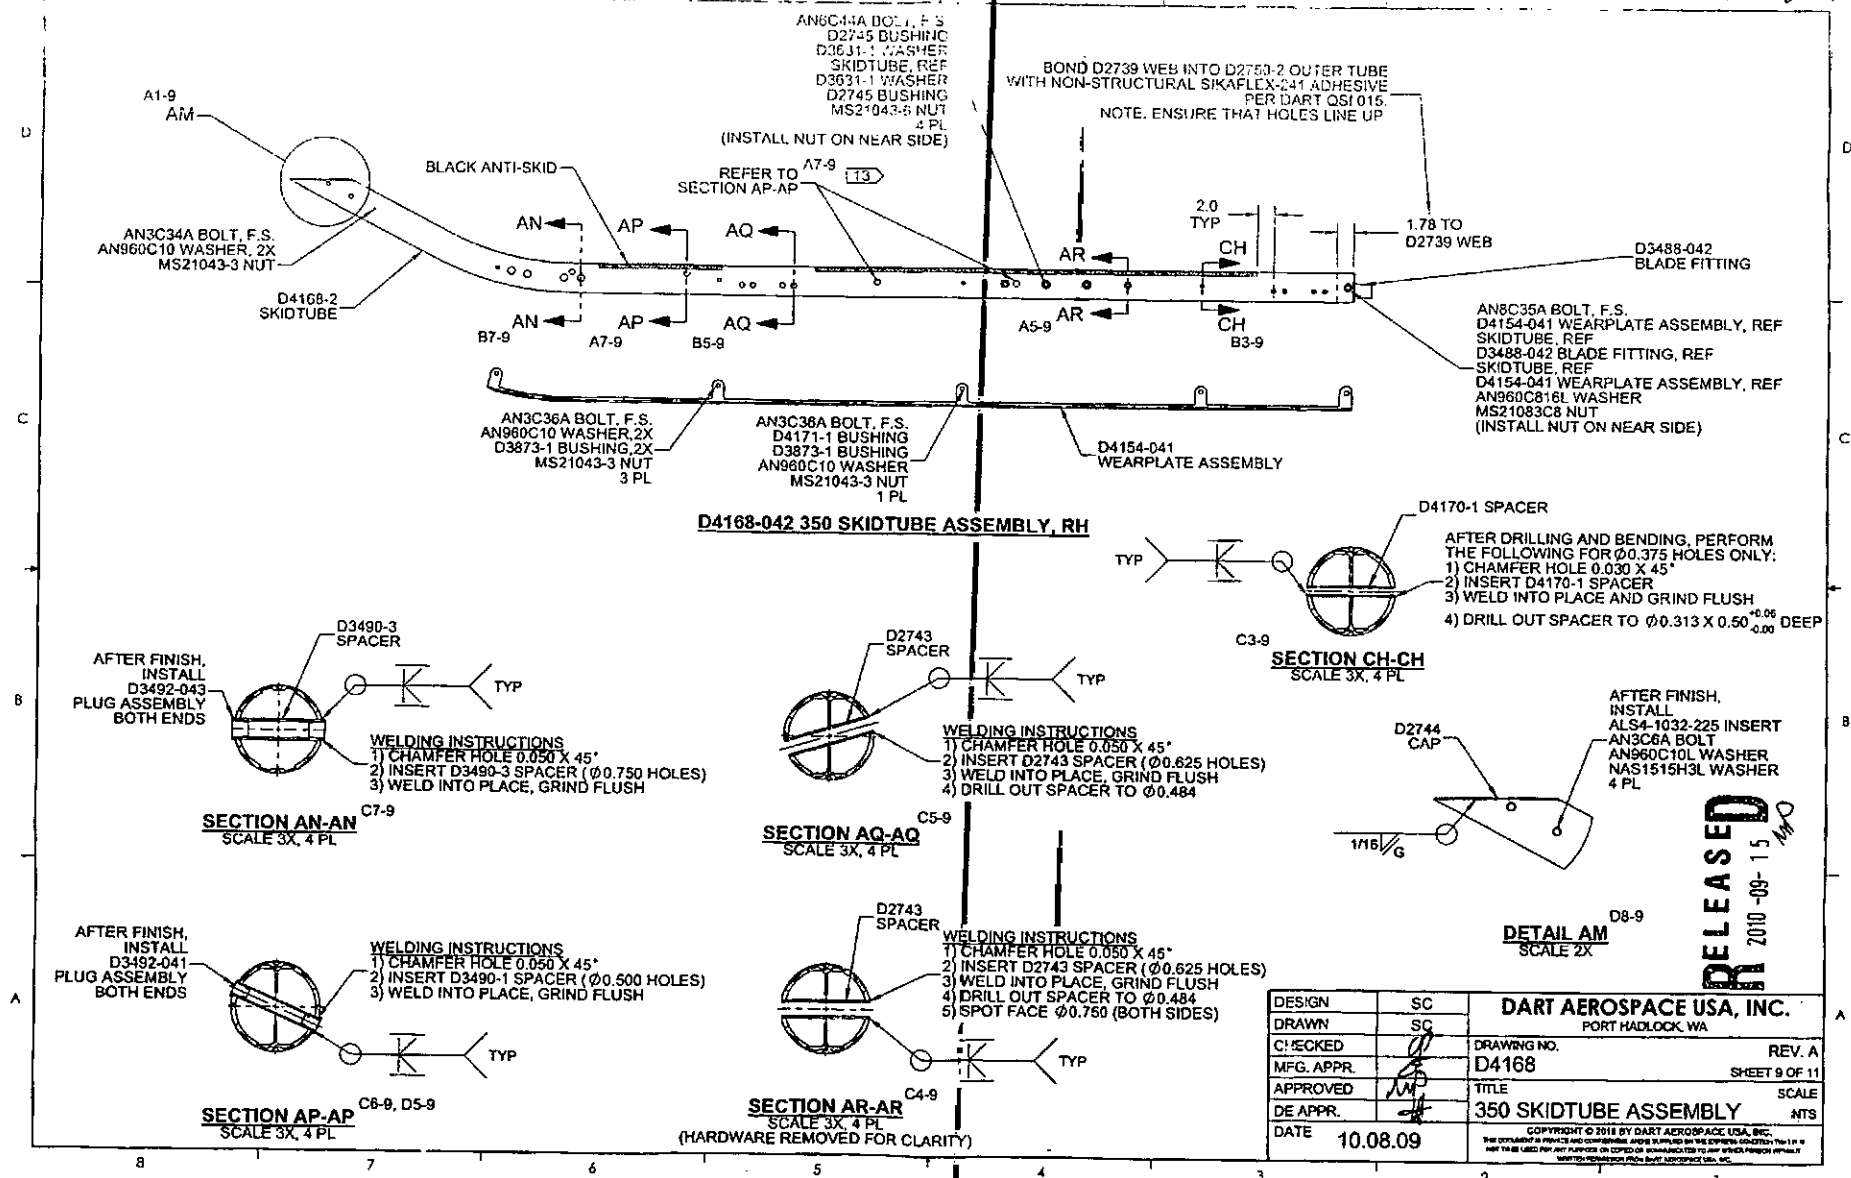 AN6C44A BOLT, F.S.
D2745 BUSHING
D3631-1 WASHER
SKIDTUBE, REF
D3631-1 WASHER
D2745 BUSHING
MS21043-6 NUT
4 PL
(INSTALL NUT ON NEAR SIDE)
BOND D2739 WEB INTO D2750-2 OUTER TUBE
WITH NON-STRUCTURAL SIKAFLEX-241 ADHESIVE
PER DART QSI 015.
NOTE. ENSURE THAT HOLES LINE UP
A1-9
AM
BLACK ANTI-SKID
REFER TO
SECTION AP-AP
A7-9
13
AN3C34A BOLT, F.S.
AN960C10 WASHER, 2X
MS21043-3 NUT
D4168-2
SKIDTUBE
AN
AP
AQ
AR
CH
2.0
TYP
1.78 TO
D2739 WEB
D3488-042
BLADE FITTING
AN
B7-9
AP
A7-9
AQ
B5-9
AR
A5-9
CH
B3-9
AN8C35A BOLT, F.S.
D4154-041 WEARPLATE ASSEMBLY, REF
SKIDTUBE, REF
D3488-042 BLADE FITTING, REF
SKIDTUBE, REF
D4154-041 WEARPLATE ASSEMBLY, REF
AN960C816L WASHER
MS21083C8 NUT
(INSTALL NUT ON NEAR SIDE)
AN3C36A BOLT, F.S.
AN960C10 WASHER,2X
D3873-1 BUSHING,2X
MS21043-3 NUT
3 PL
AN3C38A BOLT, F.S.
D4171-1 BUSHING
D3873-1 BUSHING
AN960C10 WASHER
MS21043-3 NUT
1 PL
D4154-041
WEARPLATE ASSEMBLY
D4168-042 350 SKIDTUBE ASSEMBLY, RH
D4170-1 SPACER
TYP
AFTER DRILLING AND BENDING, PERFORM
THE FOLLOWING FOR Ø0.375 HOLES ONLY:
1) CHAMFER HOLE 0.030 X 45°
2) INSERT D4170-1 SPACER
3) WELD INTO PLACE AND GRIND FLUSH
4) DRILL OUT SPACER TO Ø0.313 X 0.50 +0.06 -0.00 DEEP
C3-9
SECTION CH-CH
SCALE 3X, 4 PL
D3490-3
SPACER
AFTER FINISH,
INSTALL
D3492-043
PLUG ASSEMBLY
BOTH ENDS
TYP
WELDING INSTRUCTIONS
1) CHAMFER HOLE 0.050 X 45°
2) INSERT D3490-3 SPACER (Ø0.750 HOLES)
3) WELD INTO PLACE, GRIND FLUSH
SECTION AN-AN
C7-9
SCALE 3X, 4 PL
D2743
SPACER
TYP
WELDING INSTRUCTIONS
1) CHAMFER HOLE 0.050 X 45°
2) INSERT D2743 SPACER (Ø0.625 HOLES)
3) WELD INTO PLACE, GRIND FLUSH
4) DRILL OUT SPACER TO Ø0.484
SECTION AQ-AQ
C5-9
SCALE 3X, 4 PL
D2744
CAP
AFTER FINISH,
INSTALL
ALS4-1032-225 INSERT
AN3C6A BOLT
AN960C10L WASHER
NAS1515H3L WASHER
4 PL
1/16
G
D8-9
DETAIL AM
SCALE 2X
RELEASED
2010-09-15
AFTER FINISH,
INSTALL
D3492-041
PLUG ASSEMBLY
BOTH ENDS
WELDING INSTRUCTIONS
1) CHAMFER HOLE 0.050 X 45°
2) INSERT D3490-1 SPACER (Ø0.500 HOLES)
3) WELD INTO PLACE, GRIND FLUSH
TYP
SECTION AP-AP
C6-9, D5-9
SCALE 3X, 4 PL
D2743
SPACER
WELDING INSTRUCTIONS
1) CHAMFER HOLE 0.050 X 45°
2) INSERT D2743 SPACER (Ø0.625 HOLES)
3) WELD INTO PLACE, GRIND FLUSH
4) DRILL OUT SPACER TO Ø0.484
5) SPOT FACE Ø0.750 (BOTH SIDES)
TYP
C4-9
SECTION AR-AR
SCALE 3X, 4 PL
(HARDWARE REMOVED FOR CLARITY)
DESIGN SC
DRAWN SC
CHECKED
MFG. APPR.
APPROVED
DE APPR.
DATE 10.08.09
DART AEROSPACE USA, INC.
PORT HADLOCK, WA
DRAWING NO.
D4168
REV. A
SHEET 9 OF 11
TITLE
350 SKIDTUBE ASSEMBLY
SCALE
NTS
BY DART AEROSPACE USA, INC.
D
C
B
A
D
C
B
A
8 7 6 5 4 3 2 1